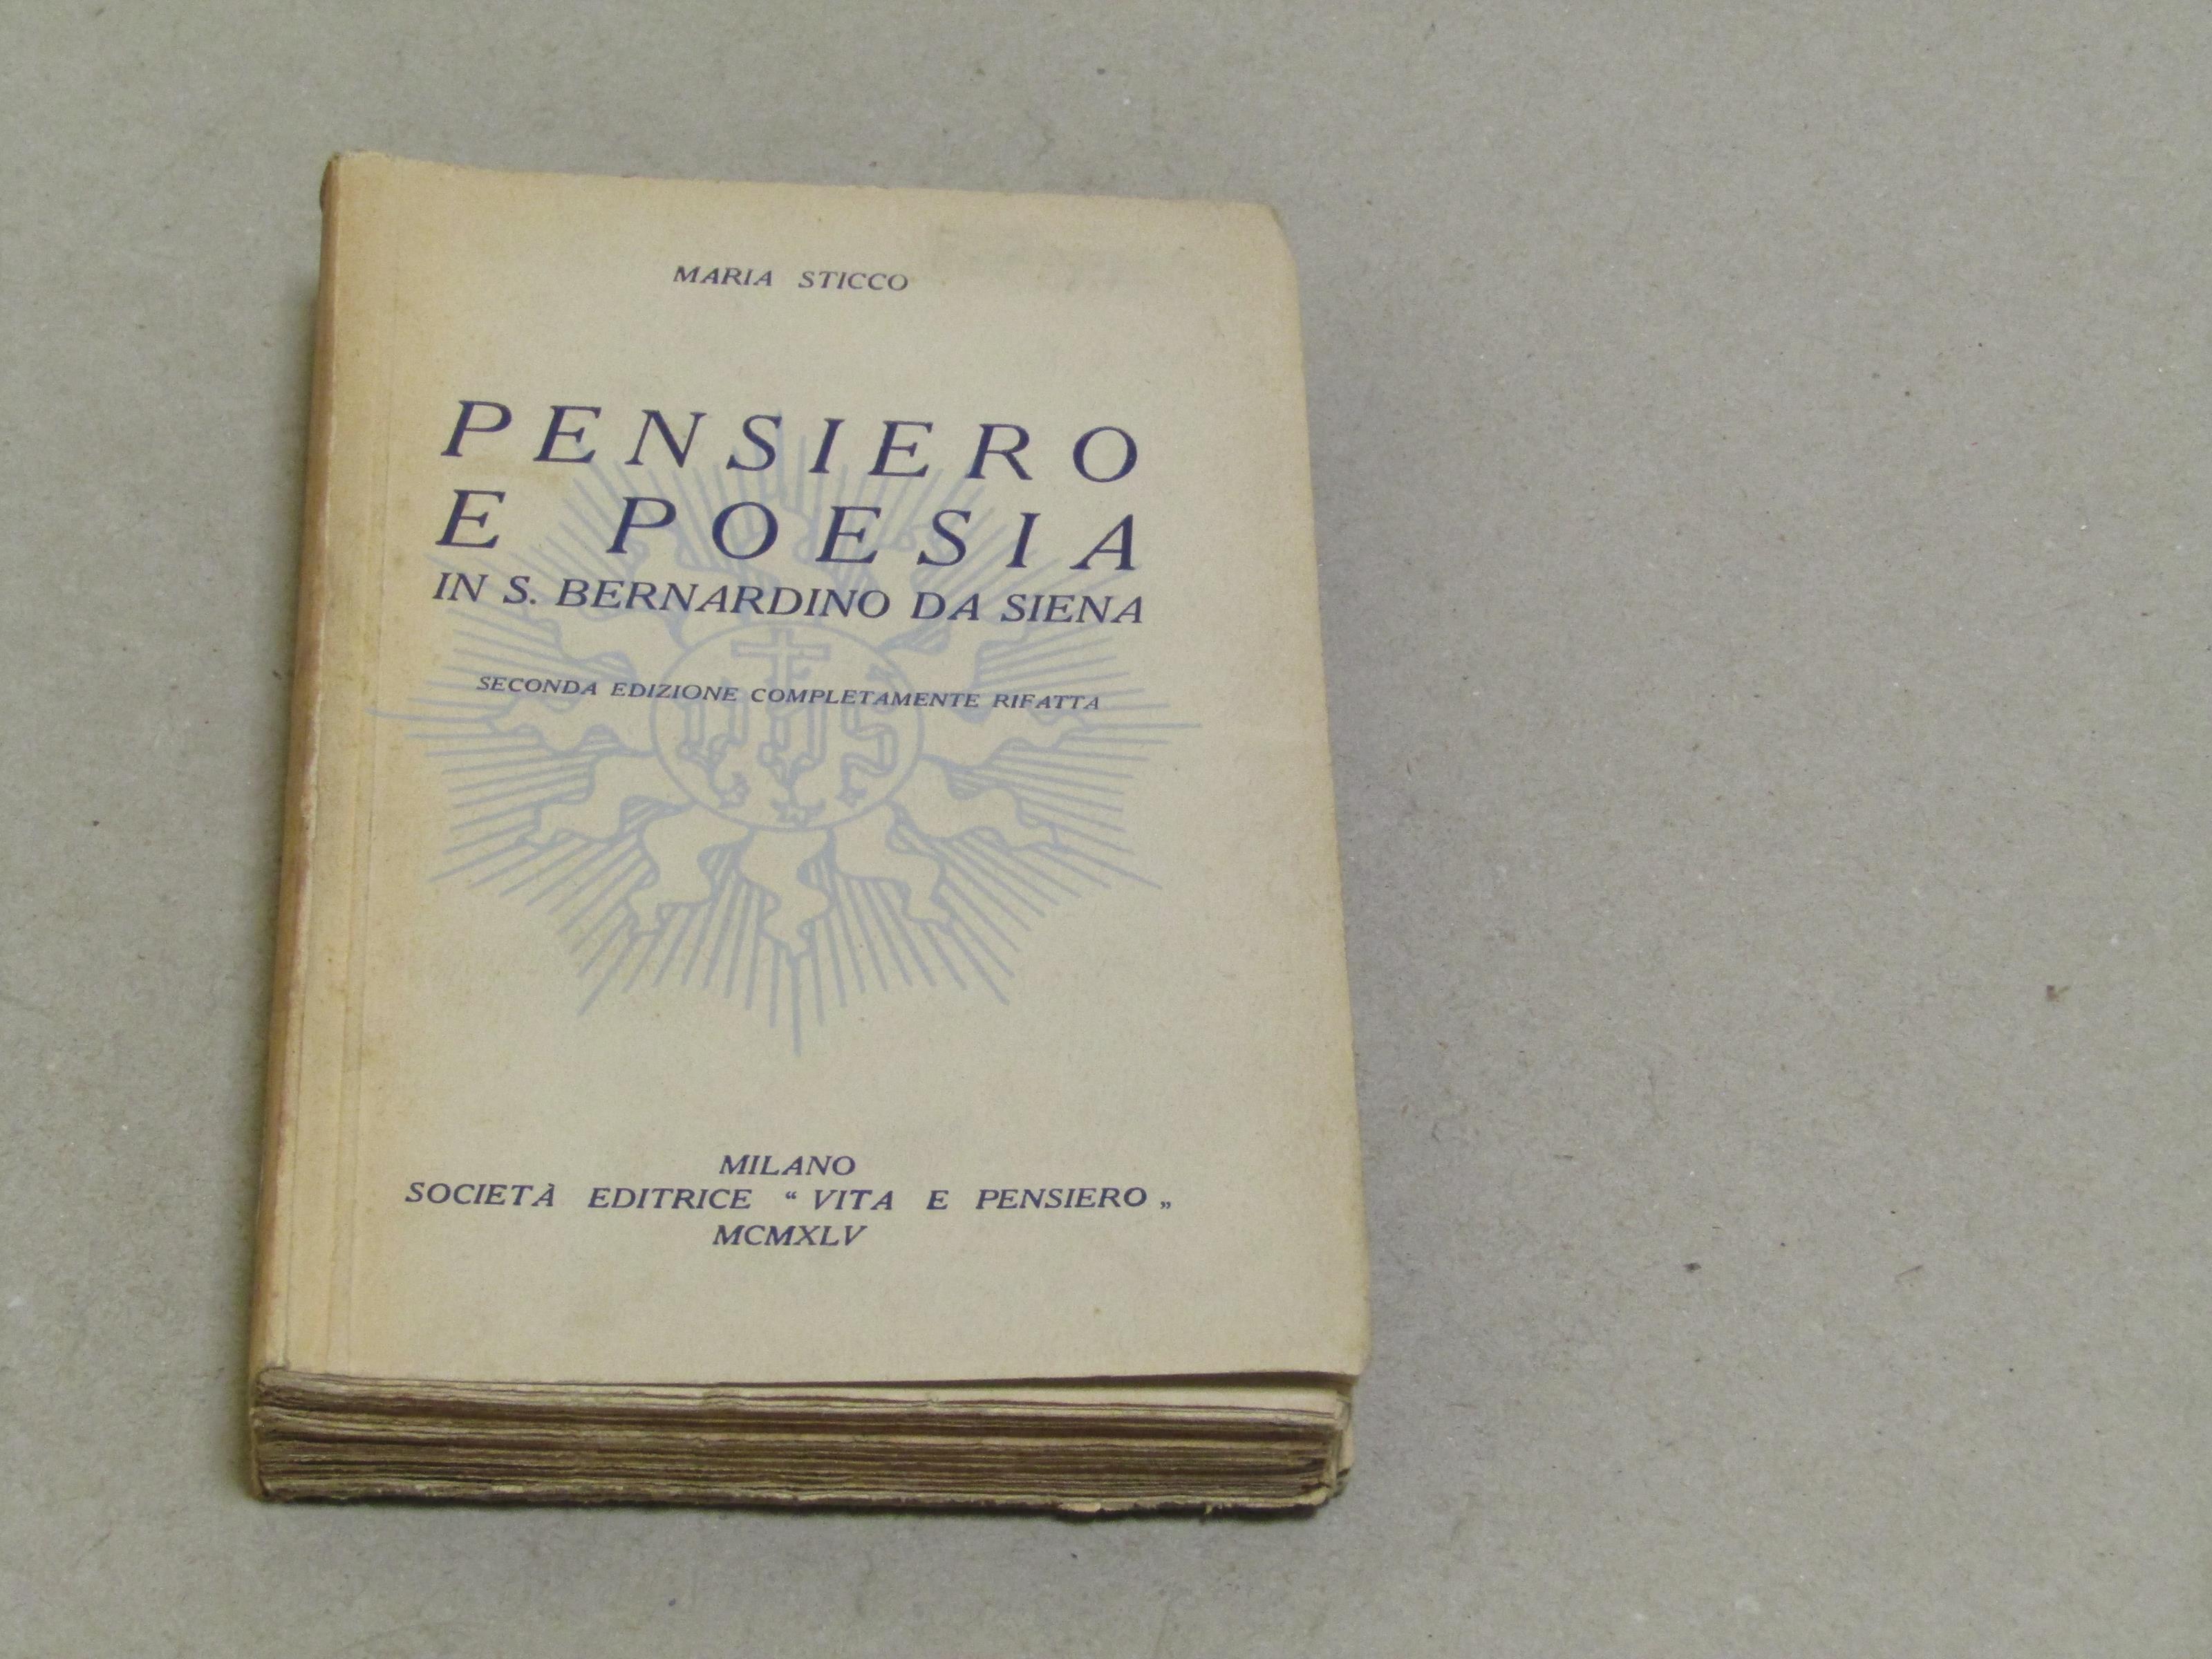 MARIA STICCO
PENSIERO
E POESIA
IN S. BERNARDINO DA SIENA
SECONDA EDIZIONE COMPLETAMENTE RIFATTA
MILANO
SOCIETÀ EDITRICE “ VITA E PENSIERO „
MCMXLV